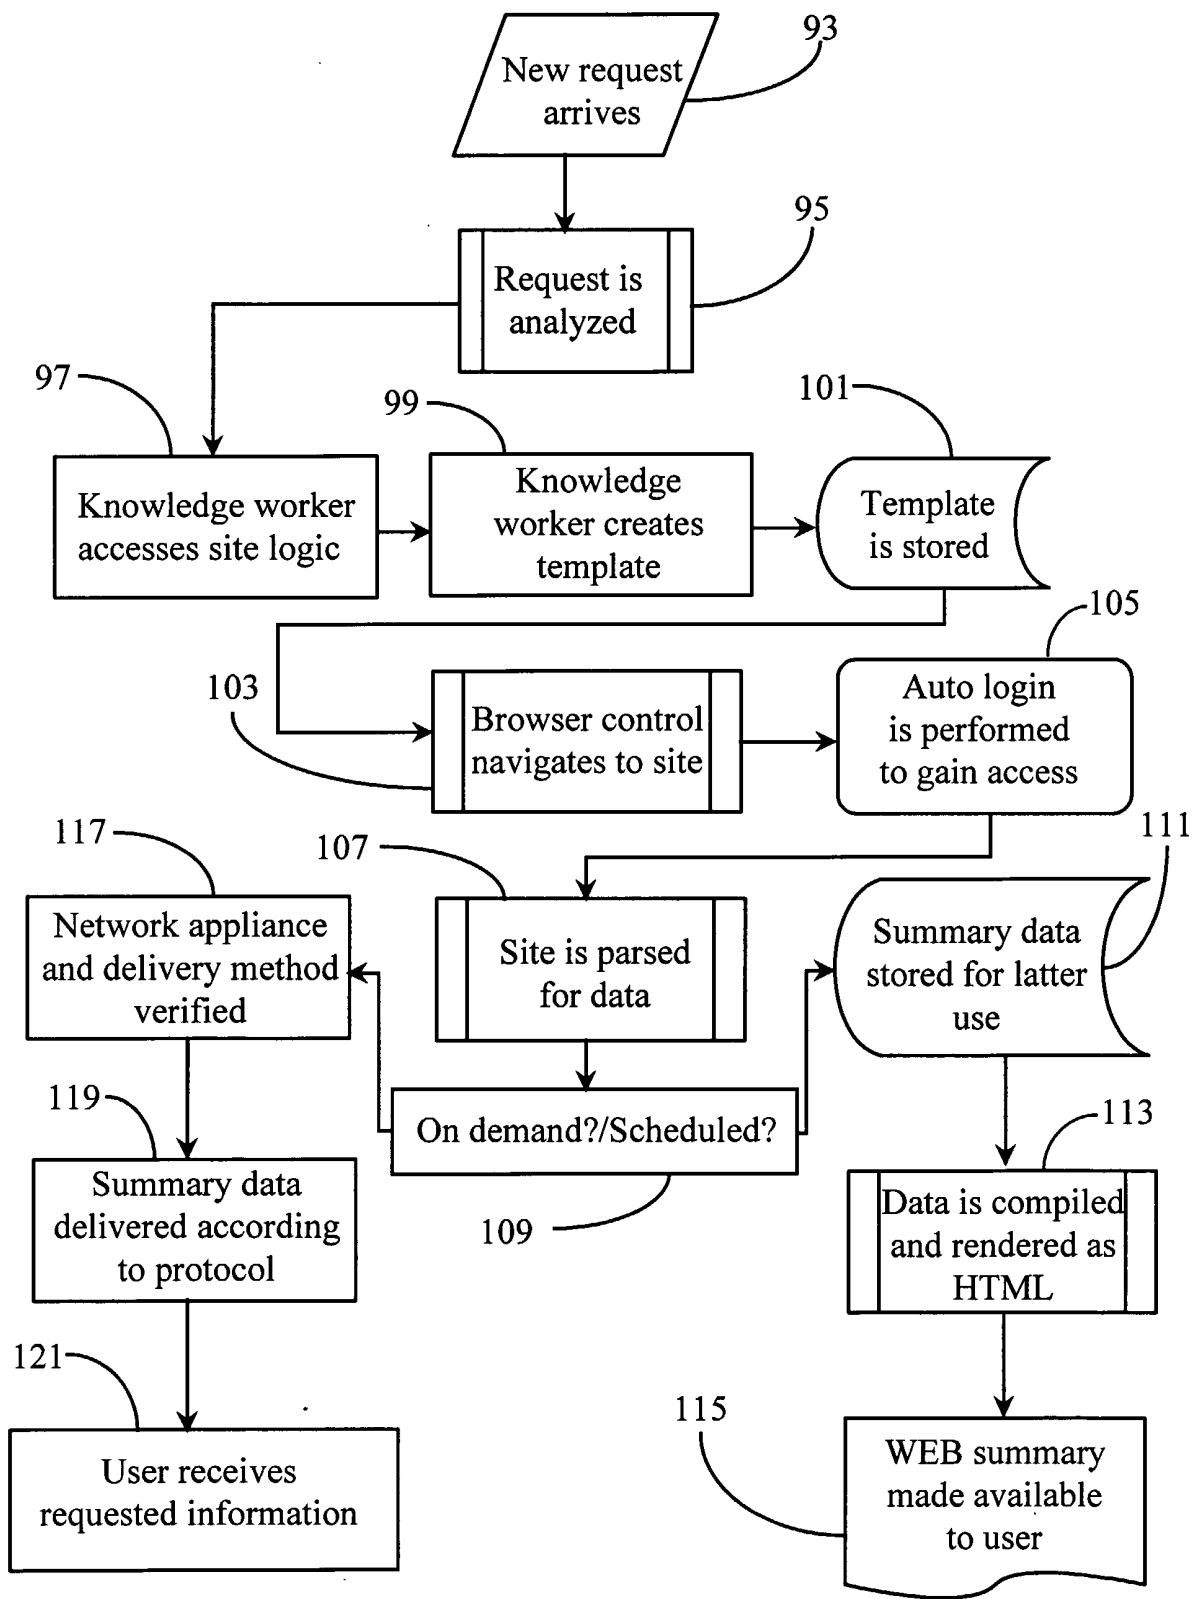 93
New request
arrives
95
Request is
analyzed
97
99
101
Knowledge worker
accesses site logic
Knowledge
worker creates
template
Template
is stored
103
105
Browser control
navigates to site
Auto login
is performed
to gain access
117
107
111
Network appliance
and delivery method
verified
Site is parsed
for data
Summary data
stored for latter
use
119
On demand?/Scheduled?
109
113
Summary data
delivered according
to protocol
Data is compiled
and rendered as
HTML
121
115
User receives
requested information
WEB summary
made available
to user